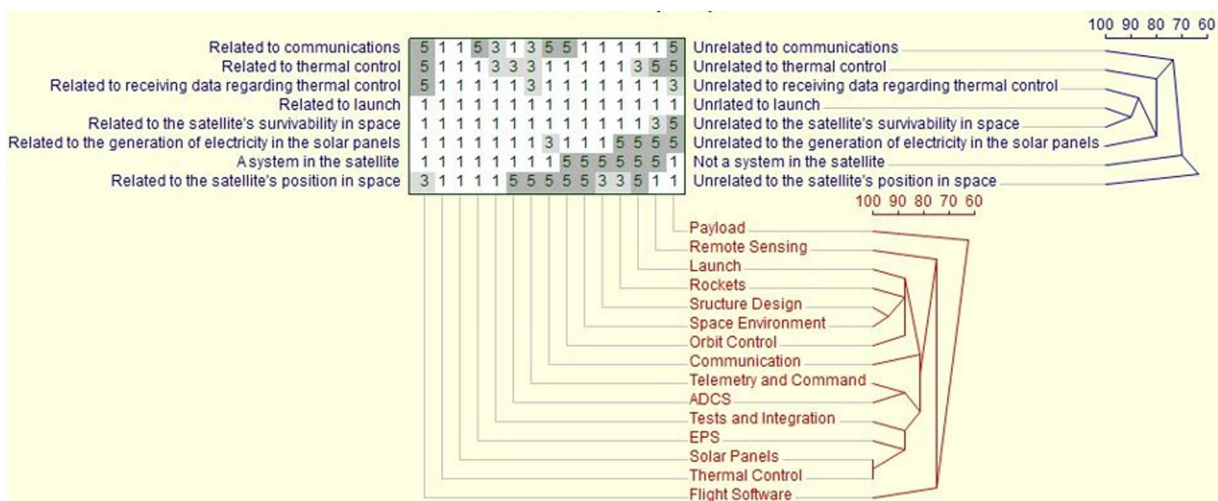 100 90 80 70 60
Related to communications 5 1 1 5 3 1 3 5 5 1 1 1 1 1 5 Unrelated to communications
Related to thermal control 5 1 1 1 3 3 3 1 1 1 1 1 3 5 5 Unrelated to thermal control
Related to receiving data regarding thermal control 5 1 1 1 1 1 3 1 1 1 1 1 1 1 3 Unrelated to receiving data regarding thermal control
Related to launch 1 1 1 1 1 1 1 1 1 1 1 1 1 1 1 Unrlated to launch
Related to the satellite's survivability in space 1 1 1 1 1 1 1 1 1 1 1 1 1 3 5 Unrelated to the satellite's survivability in space
Related to the generation of electricity in the solar panels 1 1 1 1 1 1 1 3 1 1 1 5 5 5 5 Unrelated to the generation of electricity in the solar panels
A system in the satellite 1 1 1 1 1 1 1 1 5 5 5 5 5 5 1 Not a system in the satellite
Related to the satellite's position in space 3 1 1 1 1 5 5 5 5 5 3 3 5 1 1 Unrelated to the satellite's position in space
100 90 80 70 60
Payload
Remote Sensing
Launch
Rockets
Sructure Design
Space Environment
Orbit Control
Communication
Telemetry and Command
ADCS
Tests and Integration
EPS
Solar Panels
Thermal Control
Flight Software